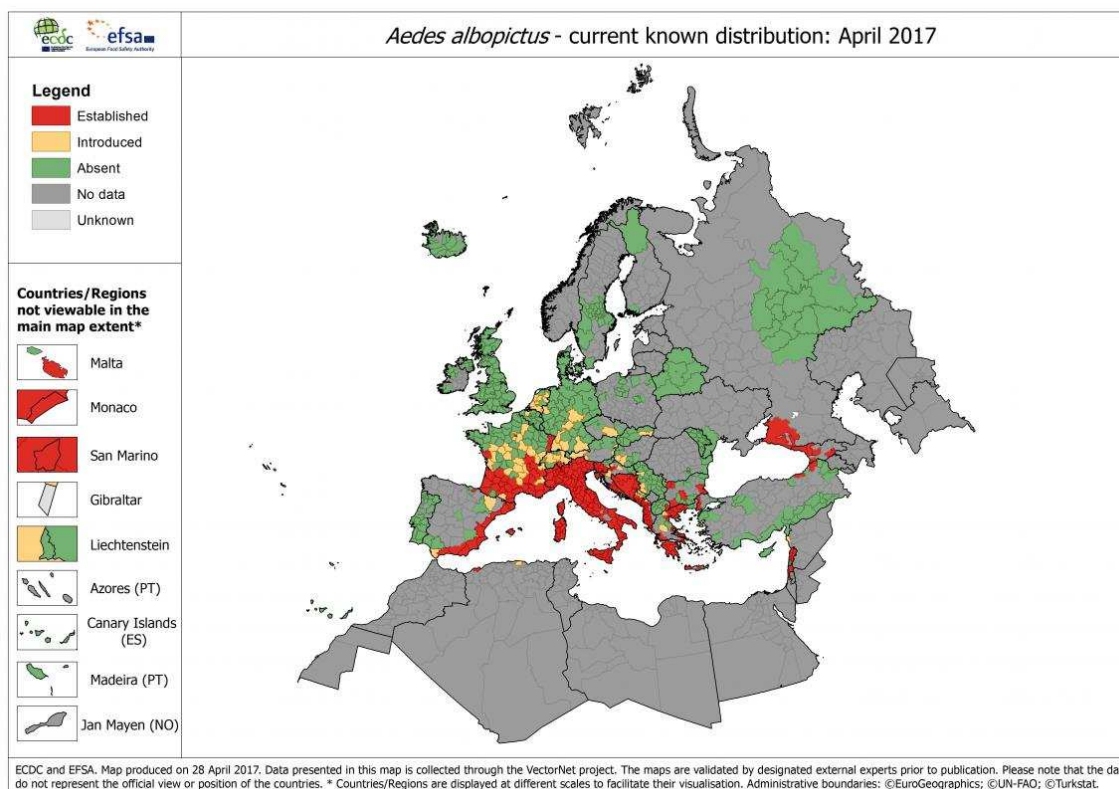 ecdc
efsa
European Food Safety Authority
Aedes albopictus - current known distribution: April 2017
Legend
Established
Introduced
Absent
No data
Unknown
Countries/Regions
not viewable in the
main map extent*
Malta
Monaco
San Marino
Gibraltar
Liechtenstein
Azores (PT)
Canary Islands
(ES)
Madeira (PT)
Jan Mayen (NO)
ECDC and EFSA. Map produced on 28 April 2017. Data presented in this map is collected through the VectorNet project. The maps are validated by designated external experts prior to publication. Please note that the da
do not represent the official view or position of the countries. * Countries/Regions are displayed at different scales to facilitate their visualisation. Administrative boundaries: ©EuroGeographics; ©UN-FAO; ©Turkstat.